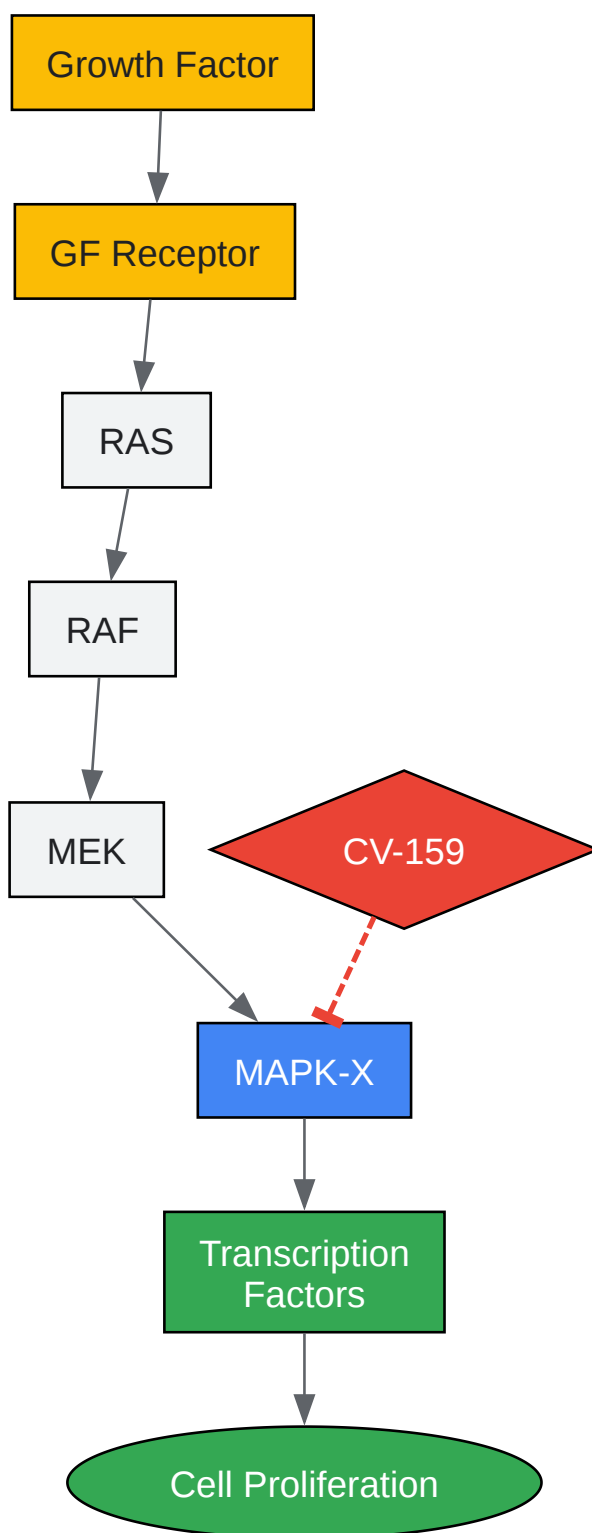 Growth Factor
GF Receptor
RAS
RAF
MEK
CV-159
MAPK-X
Transcription
Factors
Cell Proliferation